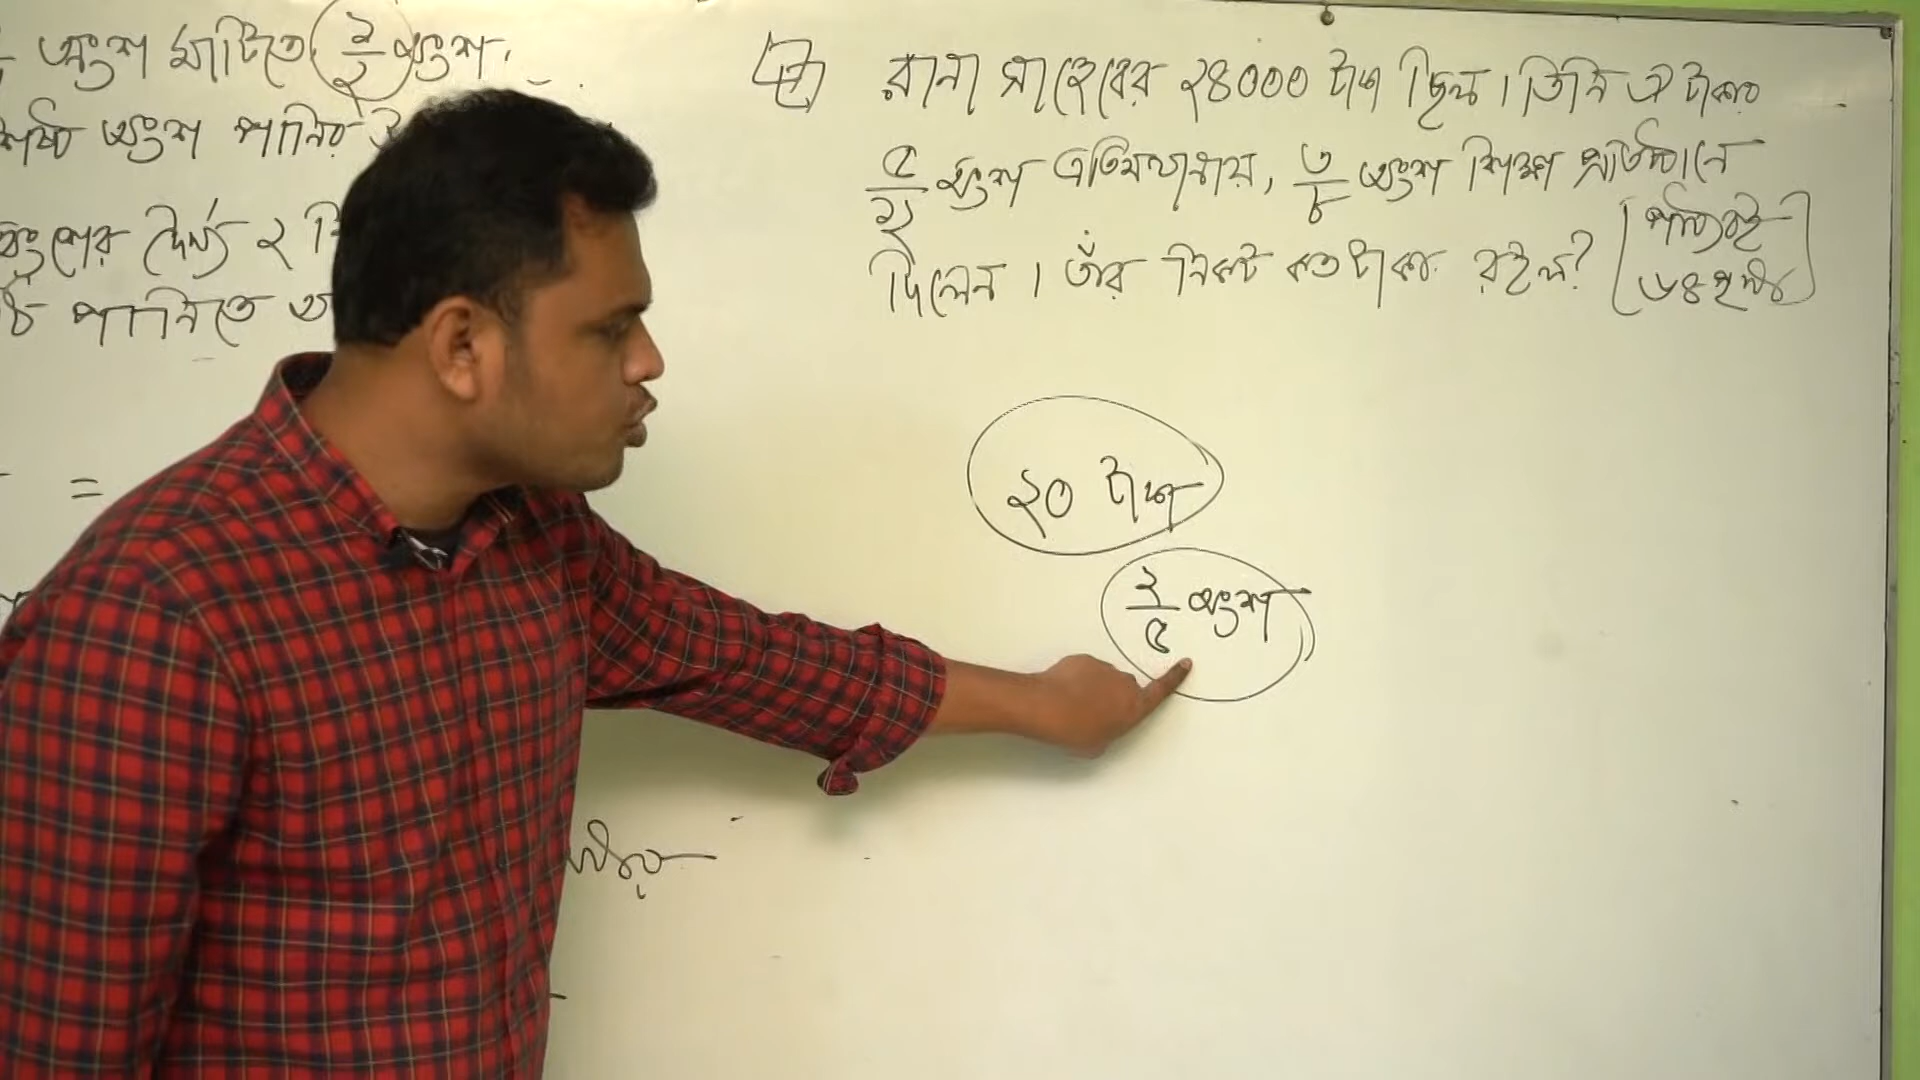 অংশ মাটিতে ১/২ অংশ।
অংশ পানির
অংশের দৈর্ঘ্য ২ মি
টি পানিতে
=
রানা সাহেবের ২৪০০০ টাকা ছিল। তিনি ঐ টাকার
৫/১২ অংশ এতিমখানায়, ৩/৮ অংশ শিক্ষা প্রতিষ্ঠানে
দিলেন। তাঁর নিকট কত টাকা রইল?
[পাঠ্যবই
৬৪ পৃষ্ঠা]
২০ টাকা
২/৫ অংশ